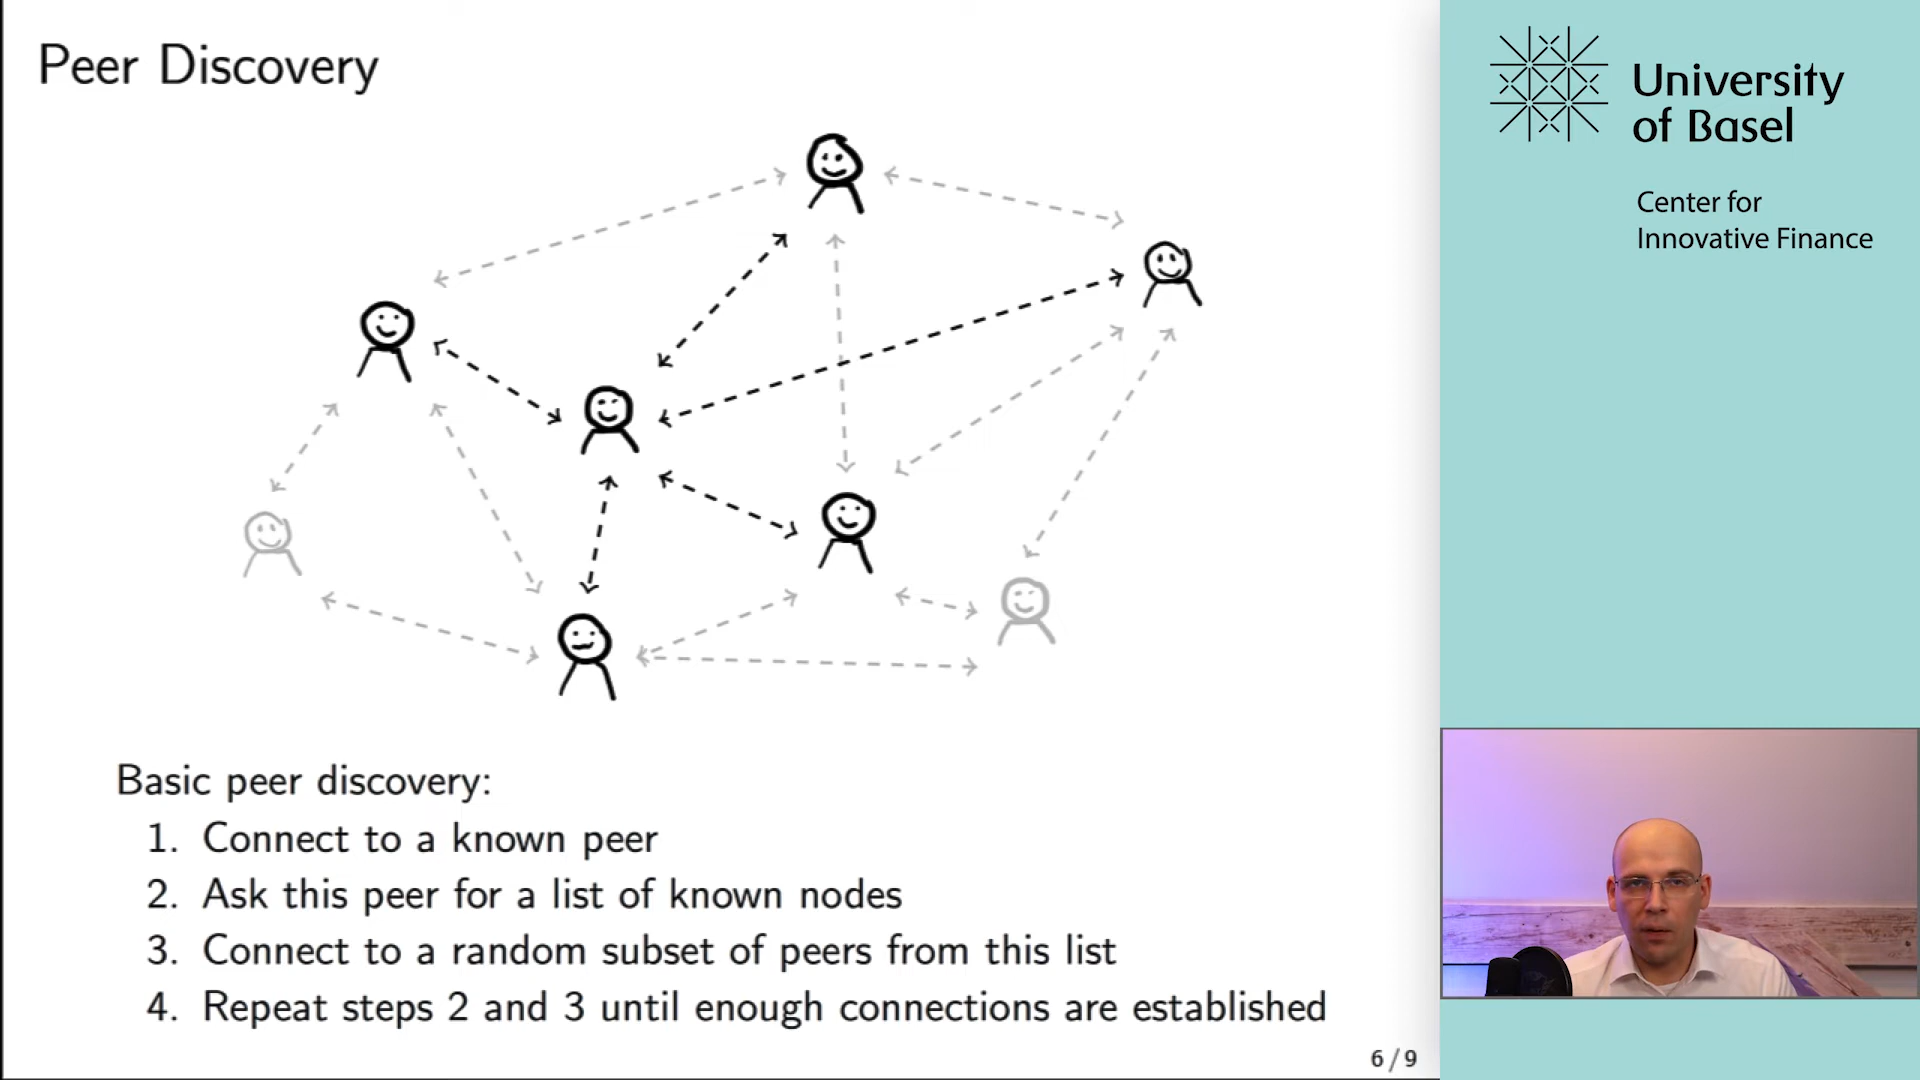 Peer Discovery
Basic peer discovery:
1. Connect to a known peer
2. Ask this peer for a list of known nodes
3. Connect to a random subset of peers from this list
4. Repeat steps 2 and 3 until enough connections are established
6 / 9
University
of Basel
Center for
Innovative Finance